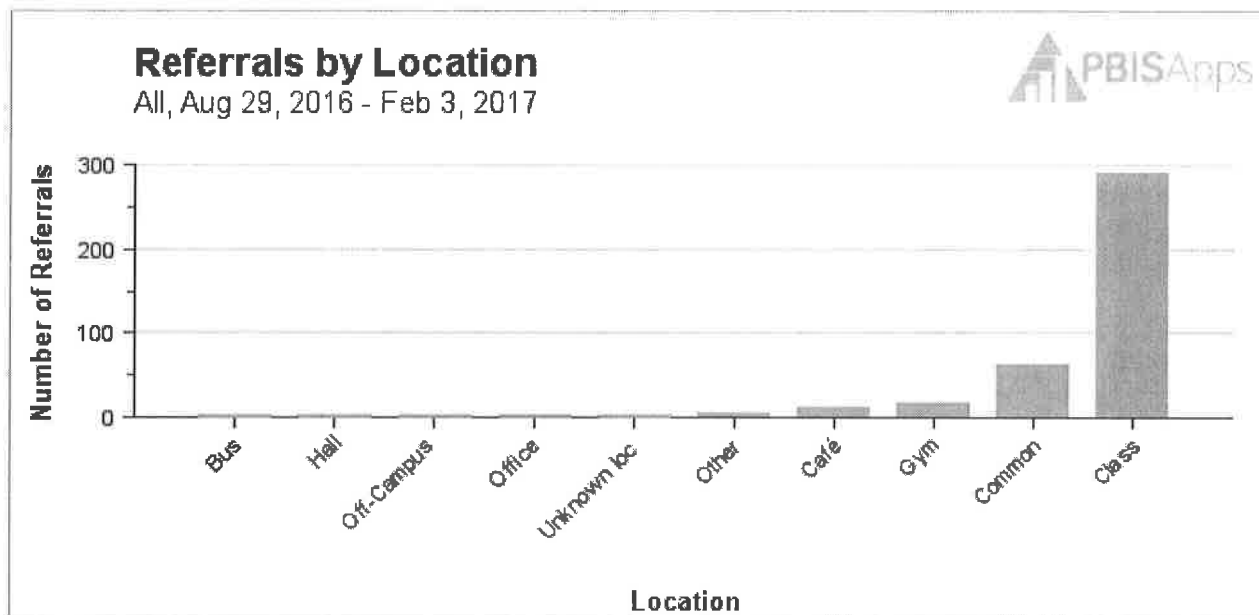 Referrals by Location
All, Aug 29, 2016 - Feb 3, 2017
PBISApps
Number of Referrals
300
200
100
0
Bus
Hall
Off-Campus
Office
Unknown loc
Other
Café
Gym
Common
Class
Location